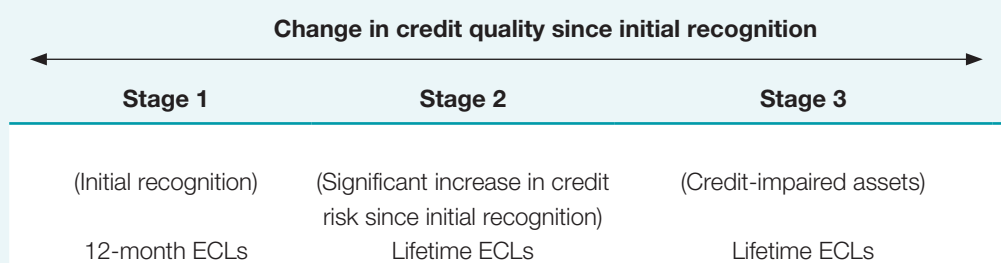 Change in credit quality since initial recognition
Stage 1 Stage 2 Stage 3
(Initial recognition) (Significant increase in credit (Credit-impaired assets)
risk since initial recognition)
12-month ECLs Lifetime ECLs Lifetime ECLs